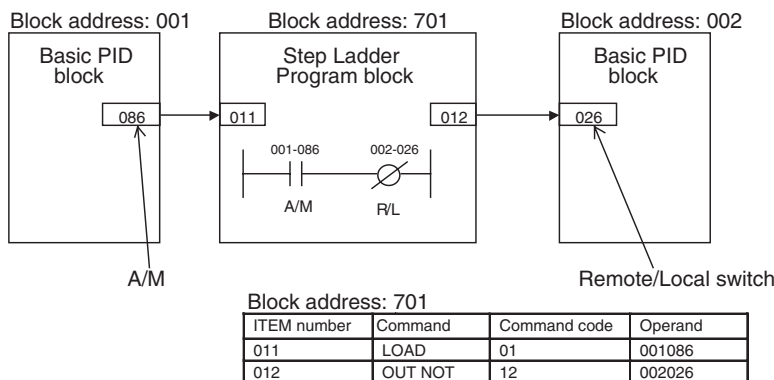 Block address: 001
Block address: 701
Block address: 002
Basic PID
block
Step Ladder
Program block
Basic PID
block
086
011
012
026
001-086
002-026
A/M
R/L
A/M
Remote/Local switch
Block address: 701
ITEM number Command Command code Operand
011 LOAD 01 001086
012 OUT NOT 12 002026